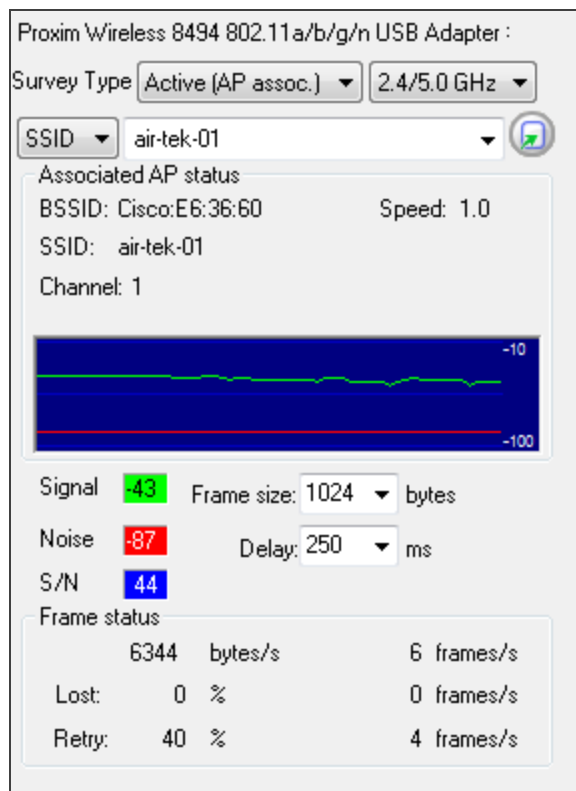 Proxim Wireless 8494 802.11a/b/g/n USB Adapter :
Survey Type Active (AP assoc.) 2.4/5.0 GHz
SSID air-tek-01
Associated AP status
BSSID: Cisco:E6:36:60 Speed: 1.0
SSID: air-tek-01
Channel: 1
-10
-100
Signal -43 Frame size: 1024 bytes
Noise -87 Delay: 250 ms
S/N 44
Frame status
6344 bytes/s 6 frames/s
Lost: 0 % 0 frames/s
Retry: 40 % 4 frames/s